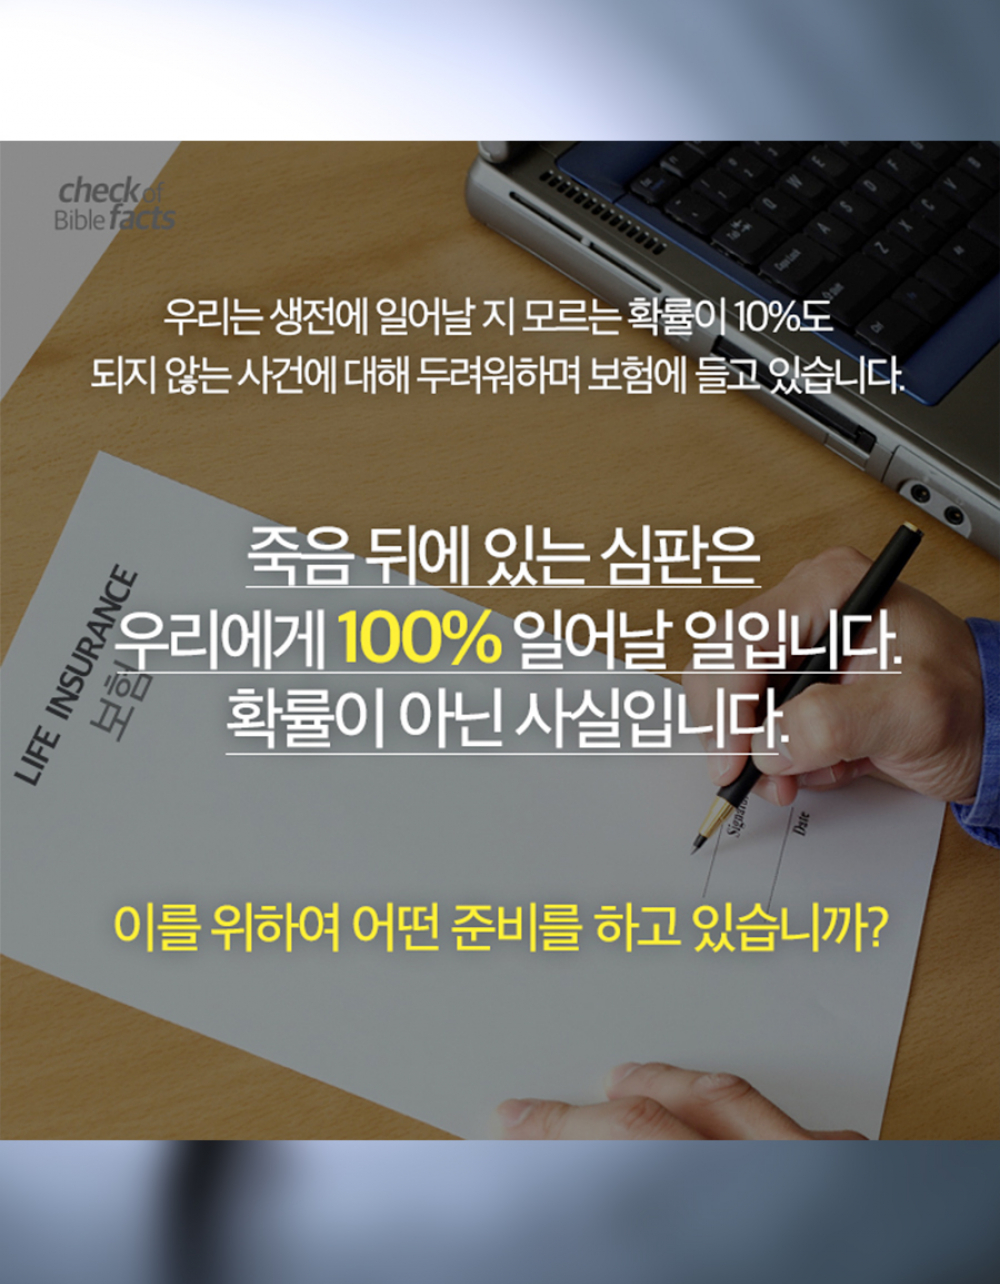 check of
Bible facts
우리는 생전에 일어날 지 모르는 확률이 10%도
되지 않는 사건에 대해 두려워하며 보험에 들고 있습니다.
죽음 뒤에 있는 심판은
우리에게 100% 일어날 일입니다.
확률이 아닌 사실입니다.
LIFE INSURANCE
보험
Signature
Date
이를 위하여 어떤 준비를 하고 있습니까?